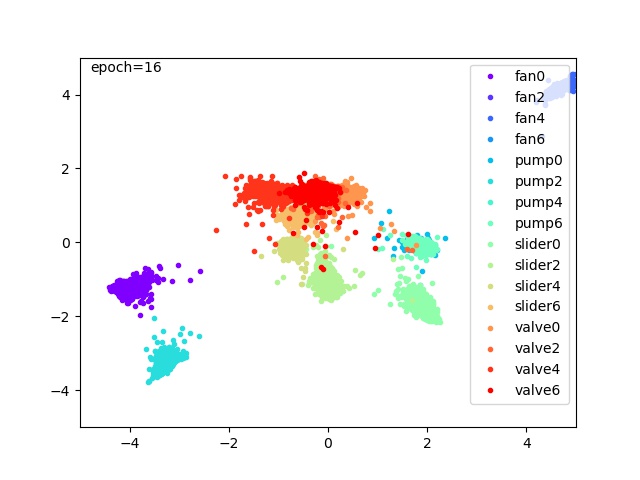 epoch=16
fan0
fan2
fan4
fan6
pump0
pump2
pump4
pump6
slider0
slider2
slider4
slider6
valve0
valve2
valve4
valve6
4
2
0
−2
−4
−4
−2
0
2
4